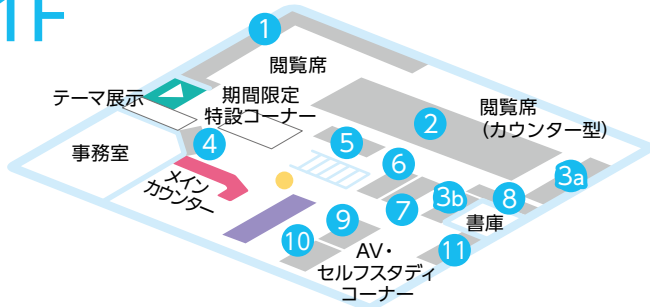 1F
1
閲覧席
テーマ展示
期間限定
特設コーナー
閲覧席
(カウンター型)
2
4
5
事務室
6
3a
メイン
カウンター
3b
8
7
書庫
9
10
11
AV・
セルフスタディ
コーナー